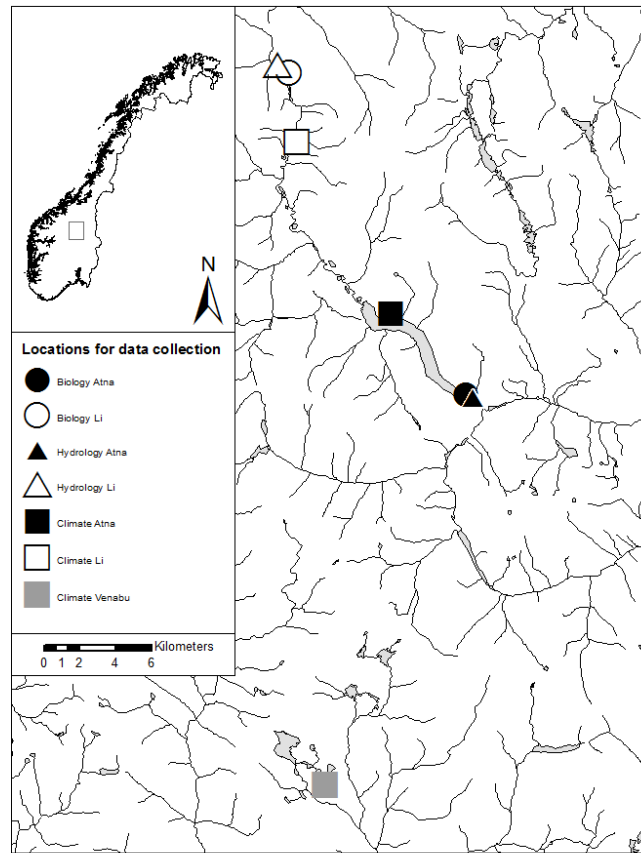 N
Locations for data collection
Biology Atna
Biology Li
Hydrology Atna
Hydrology Li
Climate Atna
Climate Li
Climate Venabu
Kilometers
0 1 2 4 6